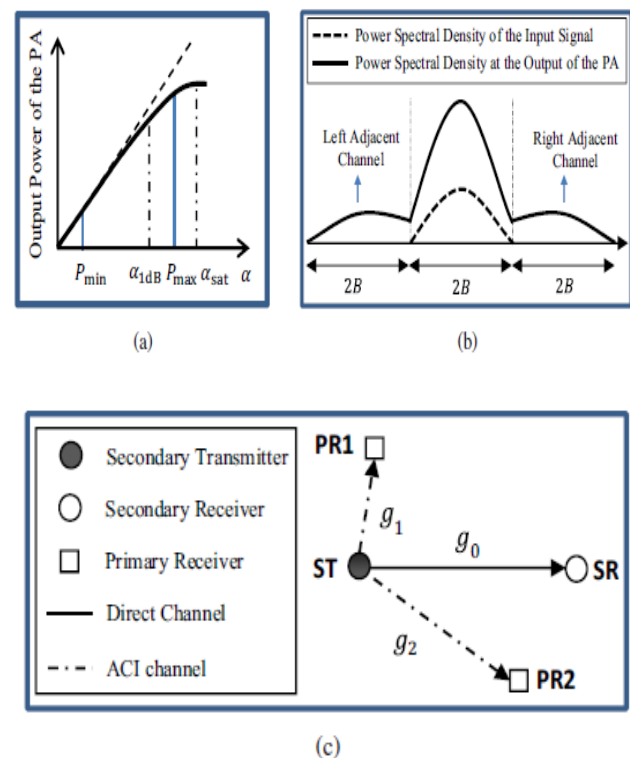 Output Power of the PA
P_min α_1dB P_max α_sat α
(a)
Power Spectral Density of the Input Signal
Power Spectral Density at the Output of the PA
Left Adjacent
Channel
Right Adjacent
Channel
2B 2B 2B
(b)
Secondary Transmitter
Secondary Receiver
Primary Receiver
Direct Channel
ACI channel
PR1
g_1
g_0
ST
SR
g_2
PR2
(c)